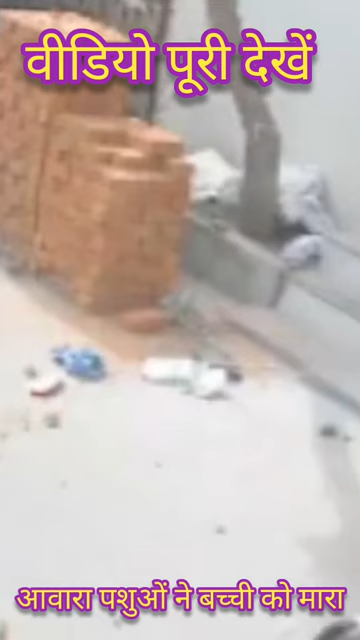 वीडियो पूरी देखें
आवारा पशुओं ने बच्ची को मारा